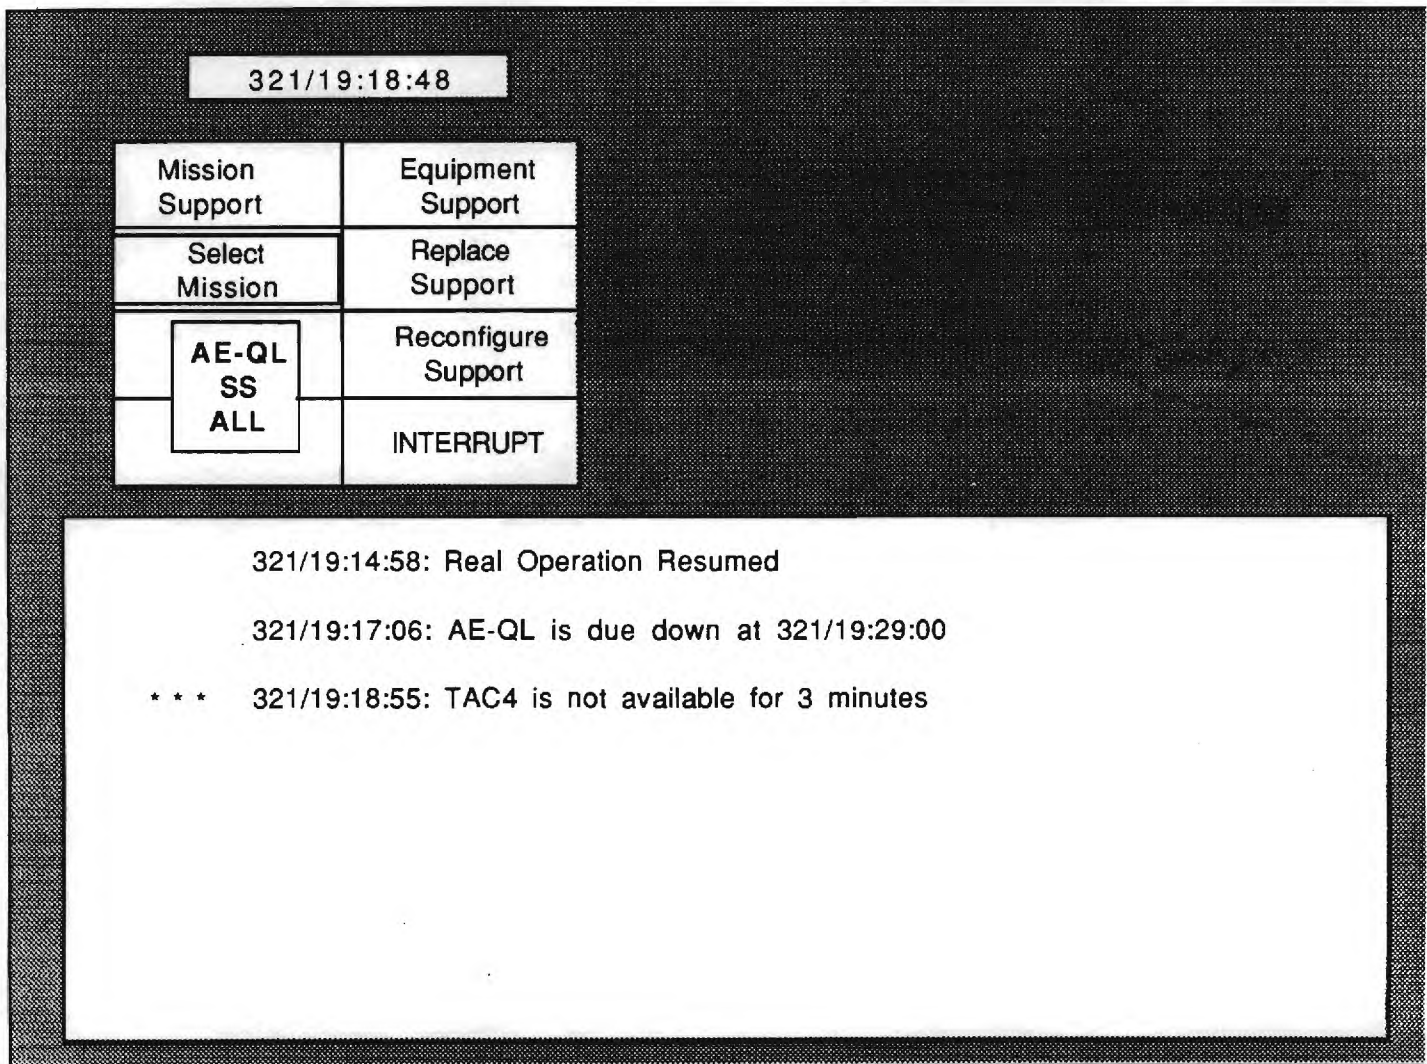 321/19:18:48
Mission Support
Equipment Support
Select Mission
Replace Support
AE-QL
SS
ALL
Reconfigure Support
INTERRUPT
321/19:14:58: Real Operation Resumed
321/19:17:06: AE-QL is due down at 321/19:29:00
* * * 321/19:18:55: TAC4 is not available for 3 minutes